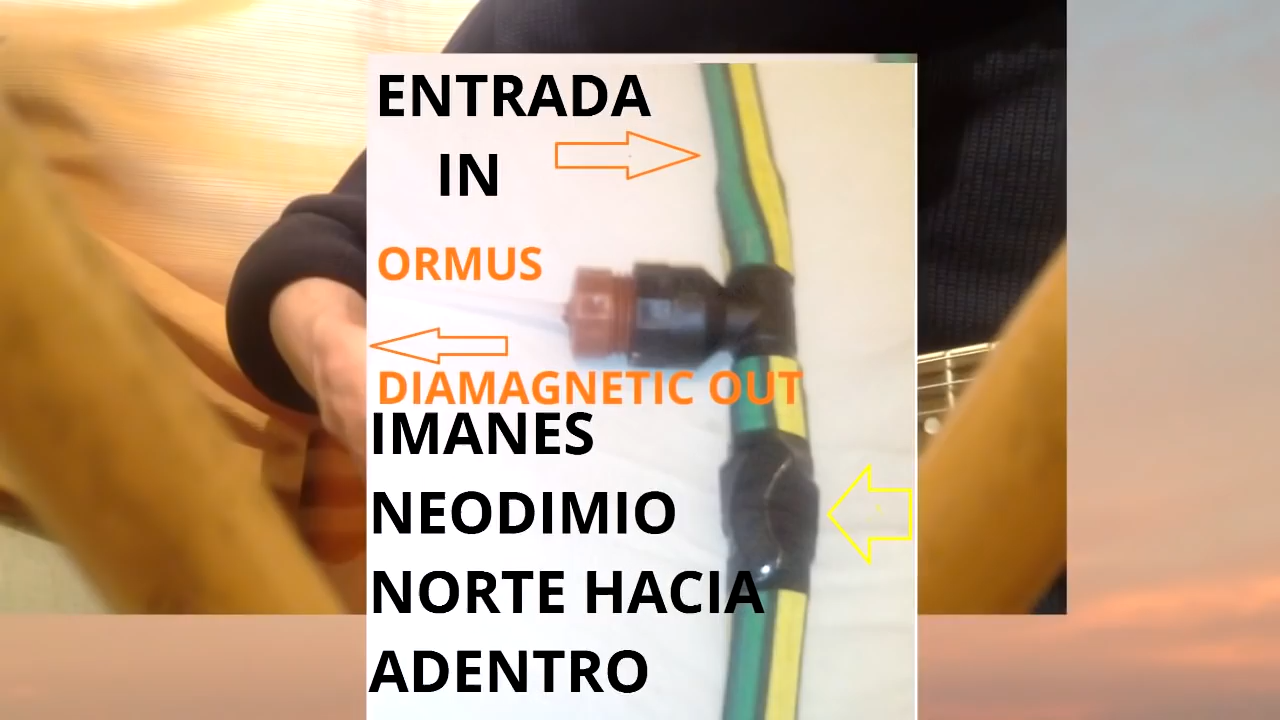 ENTRADA
IN
ORMUS
DIAMAGNETIC OUT
IMANES
NEODIMIO
NORTE HACIA
ADENTRO